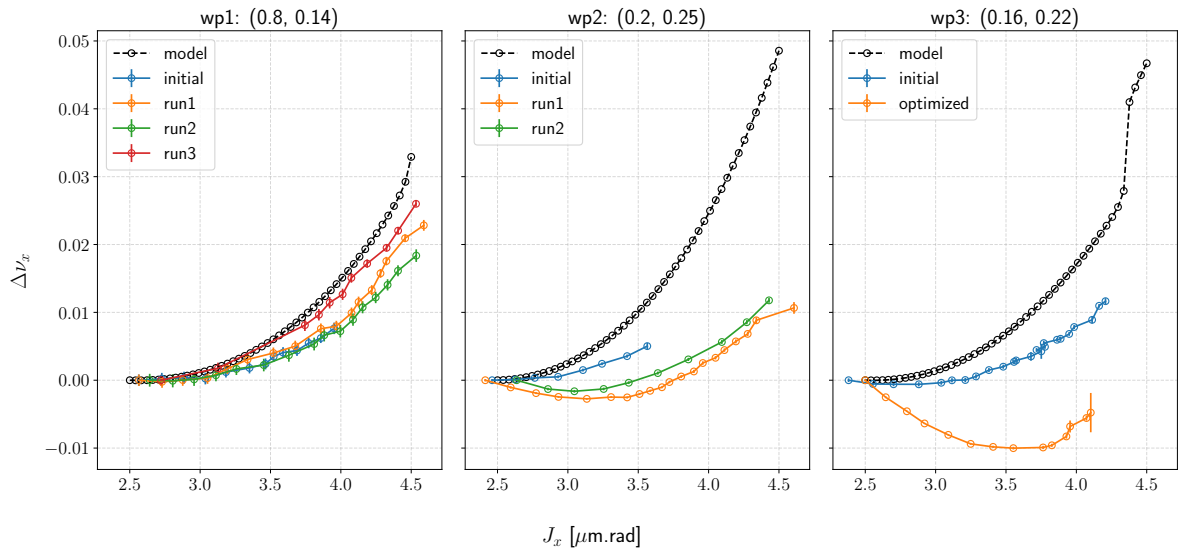 wp1: (0.8, 0.14)
wp2: (0.2, 0.25)
wp3: (0.16, 0.22)
0.05
0.04
0.03
0.02
0.01
0.00
−0.01
Δν_x
model
initial
run1
run2
run3
model
initial
run1
run2
model
initial
optimized
2.5 3.0 3.5 4.0 4.5
2.5 3.0 3.5 4.0 4.5
2.5 3.0 3.5 4.0 4.5
J_x [μm.rad]